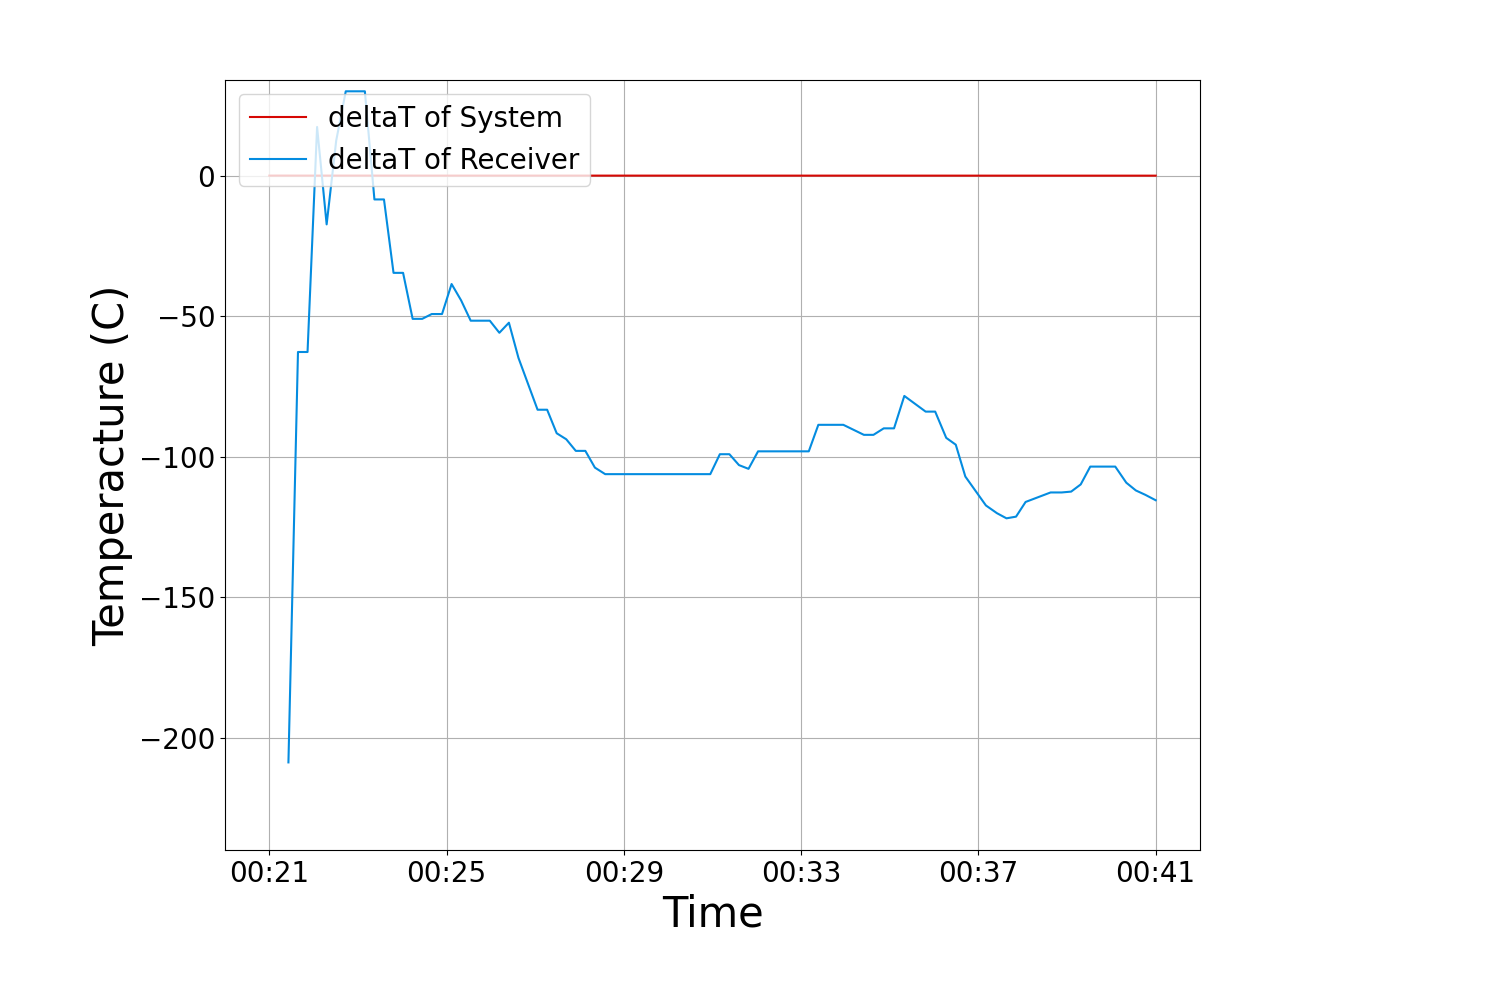 deltaT of System
deltaT of Receiver
0
−50
−100
−150
−200
Temperacture (C)
00:21 00:25 00:29 00:33 00:37 00:41
Time